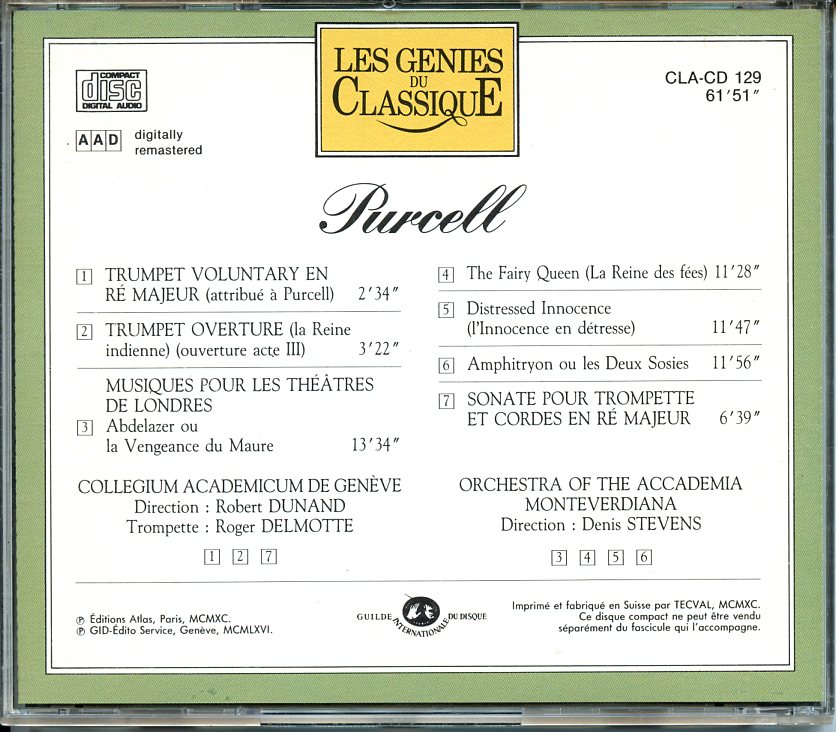 COMPACT
disc
DIGITAL AUDIO
AAD digitally
remastered
LES GENIES
DU
CLASSIQUE
CLA-CD 129
61'51"
Purcell
1 TRUMPET VOLUNTARY EN
RÉ MAJEUR (attribué à Purcell) 2'34"
2 TRUMPET OVERTURE (la Reine
indienne) (ouverture acte III) 3'22"
MUSIQUES POUR LES THÉÂTRES
DE LONDRES
3 Abdelazer ou
la Vengeance du Maure 13'34"
4 The Fairy Queen (La Reine des fées) 11'28"
5 Distressed Innocence
(l'Innocence en détresse) 11'47"
6 Amphitryon ou les Deux Sosies 11'56"
7 SONATE POUR TROMPETTE
ET CORDES EN RÉ MAJEUR 6'39"
COLLEGIUM ACADEMICUM DE GENÈVE
Direction : Robert DUNAND
Trompette : Roger DELMOTTE
1 2 7
ORCHESTRA OF THE ACCADEMIA
MONTEVERDIANA
Direction : Denis STEVENS
3 4 5 6
℗ Éditions Atlas, Paris, MCMXC.
℗ GID-Édito Service, Genève, MCMLXVI.
GUILDE INTERNATIONALE DU DISQUE
Imprimé et fabriqué en Suisse par TECVAL, MCMXC.
Ce disque compact ne peut être vendu
séparément du fascicule qui l'accompagne.